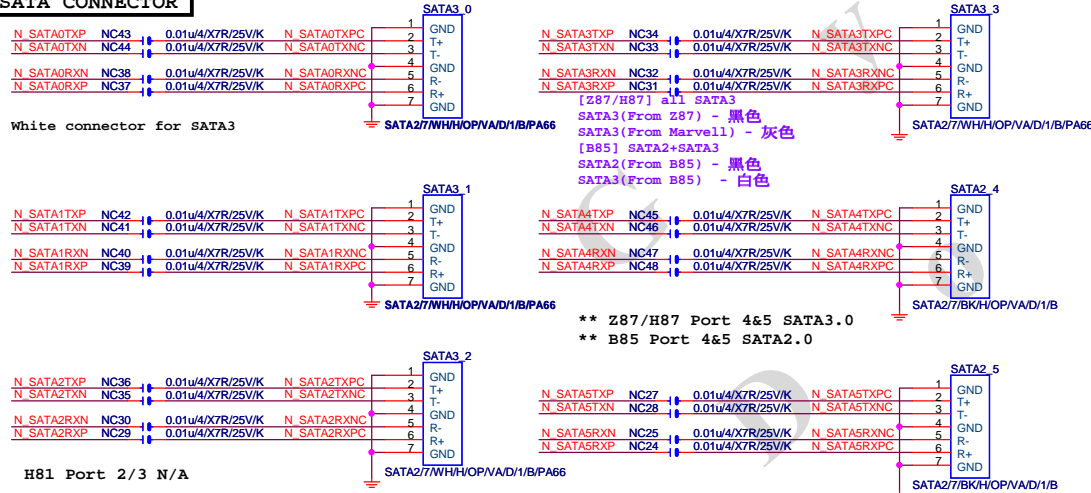 SATA CONNECTOR
SATA3_0
N_SATA0TXP NC43 0.01u/4/X7R/25V/K N_SATA0TXPC
N_SATA0TXN NC44 0.01u/4/X7R/25V/K N_SATA0TXNC
N_SATA0RXN NC38 0.01u/4/X7R/25V/K N_SATA0RXNC
N_SATA0RXP NC37 0.01u/4/X7R/25V/K N_SATA0RXPC
1 GND
2 T+
3 T-
4 GND
5 R-
6 R+
7 GND
White connector for SATA3
SATA2/7/WH/H/OP/VA/D/1/B/PA66
SATA3_3
N_SATA3TXP NC34 0.01u/4/X7R/25V/K N_SATA3TXPC
N_SATA3TXN NC33 0.01u/4/X7R/25V/K N_SATA3TXNC
N_SATA3RXN NC32 0.01u/4/X7R/25V/K N_SATA3RXNC
N_SATA3RXP NC31 0.01u/4/X7R/25V/K N_SATA3RXPC
1 GND
2 T+
3 T-
4 GND
5 R-
6 R+
7 GND
SATA2/7/WH/H/OP/VA/D/1/B/PA66
[Z87/H87] all SATA3
SATA3(From Z87) - 黑色
SATA3(From Marvell) - 灰色
[B85] SATA2+SATA3
SATA2(From B85) - 黑色
SATA3(From B85) - 白色
SATA3_1
N_SATA1TXP NC42 0.01u/4/X7R/25V/K N_SATA1TXPC
N_SATA1TXN NC41 0.01u/4/X7R/25V/K N_SATA1TXNC
N_SATA1RXN NC40 0.01u/4/X7R/25V/K N_SATA1RXNC
N_SATA1RXP NC39 0.01u/4/X7R/25V/K N_SATA1RXPC
1 GND
2 T+
3 T-
4 GND
5 R-
6 R+
7 GND
SATA2/7/WH/H/OP/VA/D/1/B/PA66
SATA2_4
N_SATA4TXP NC45 0.01u/4/X7R/25V/K N_SATA4TXPC
N_SATA4TXN NC46 0.01u/4/X7R/25V/K N_SATA4TXNC
N_SATA4RXN NC47 0.01u/4/X7R/25V/K N_SATA4RXNC
N_SATA4RXP NC48 0.01u/4/X7R/25V/K N_SATA4RXPC
1 GND
2 T+
3 T-
4 GND
5 R-
6 R+
7 GND
SATA2/7/BK/H/OP/VA/D/1/B
** Z87/H87 Port 4&5 SATA3.0
** B85 Port 4&5 SATA2.0
SATA3_2
N_SATA2TXP NC36 0.01u/4/X7R/25V/K N_SATA2TXPC
N_SATA2TXN NC35 0.01u/4/X7R/25V/K N_SATA2TXNC
N_SATA2RXN NC30 0.01u/4/X7R/25V/K N_SATA2RXNC
N_SATA2RXP NC29 0.01u/4/X7R/25V/K N_SATA2RXPC
1 GND
2 T+
3 T-
4 GND
5 R-
6 R+
7 GND
H81 Port 2/3 N/A
SATA2/7/WH/H/OP/VA/D/1/B/PA66
SATA2_5
N_SATA5TXP NC27 0.01u/4/X7R/25V/K N_SATA5TXPC
N_SATA5TXN NC28 0.01u/4/X7R/25V/K N_SATA5TXNC
N_SATA5RXN NC25 0.01u/4/X7R/25V/K N_SATA5RXNC
N_SATA5RXP NC24 0.01u/4/X7R/25V/K N_SATA5RXPC
1 GND
2 T+
3 T-
4 GND
5 R-
6 R+
7 GND
SATA2/7/BK/H/OP/VA/D/1/B